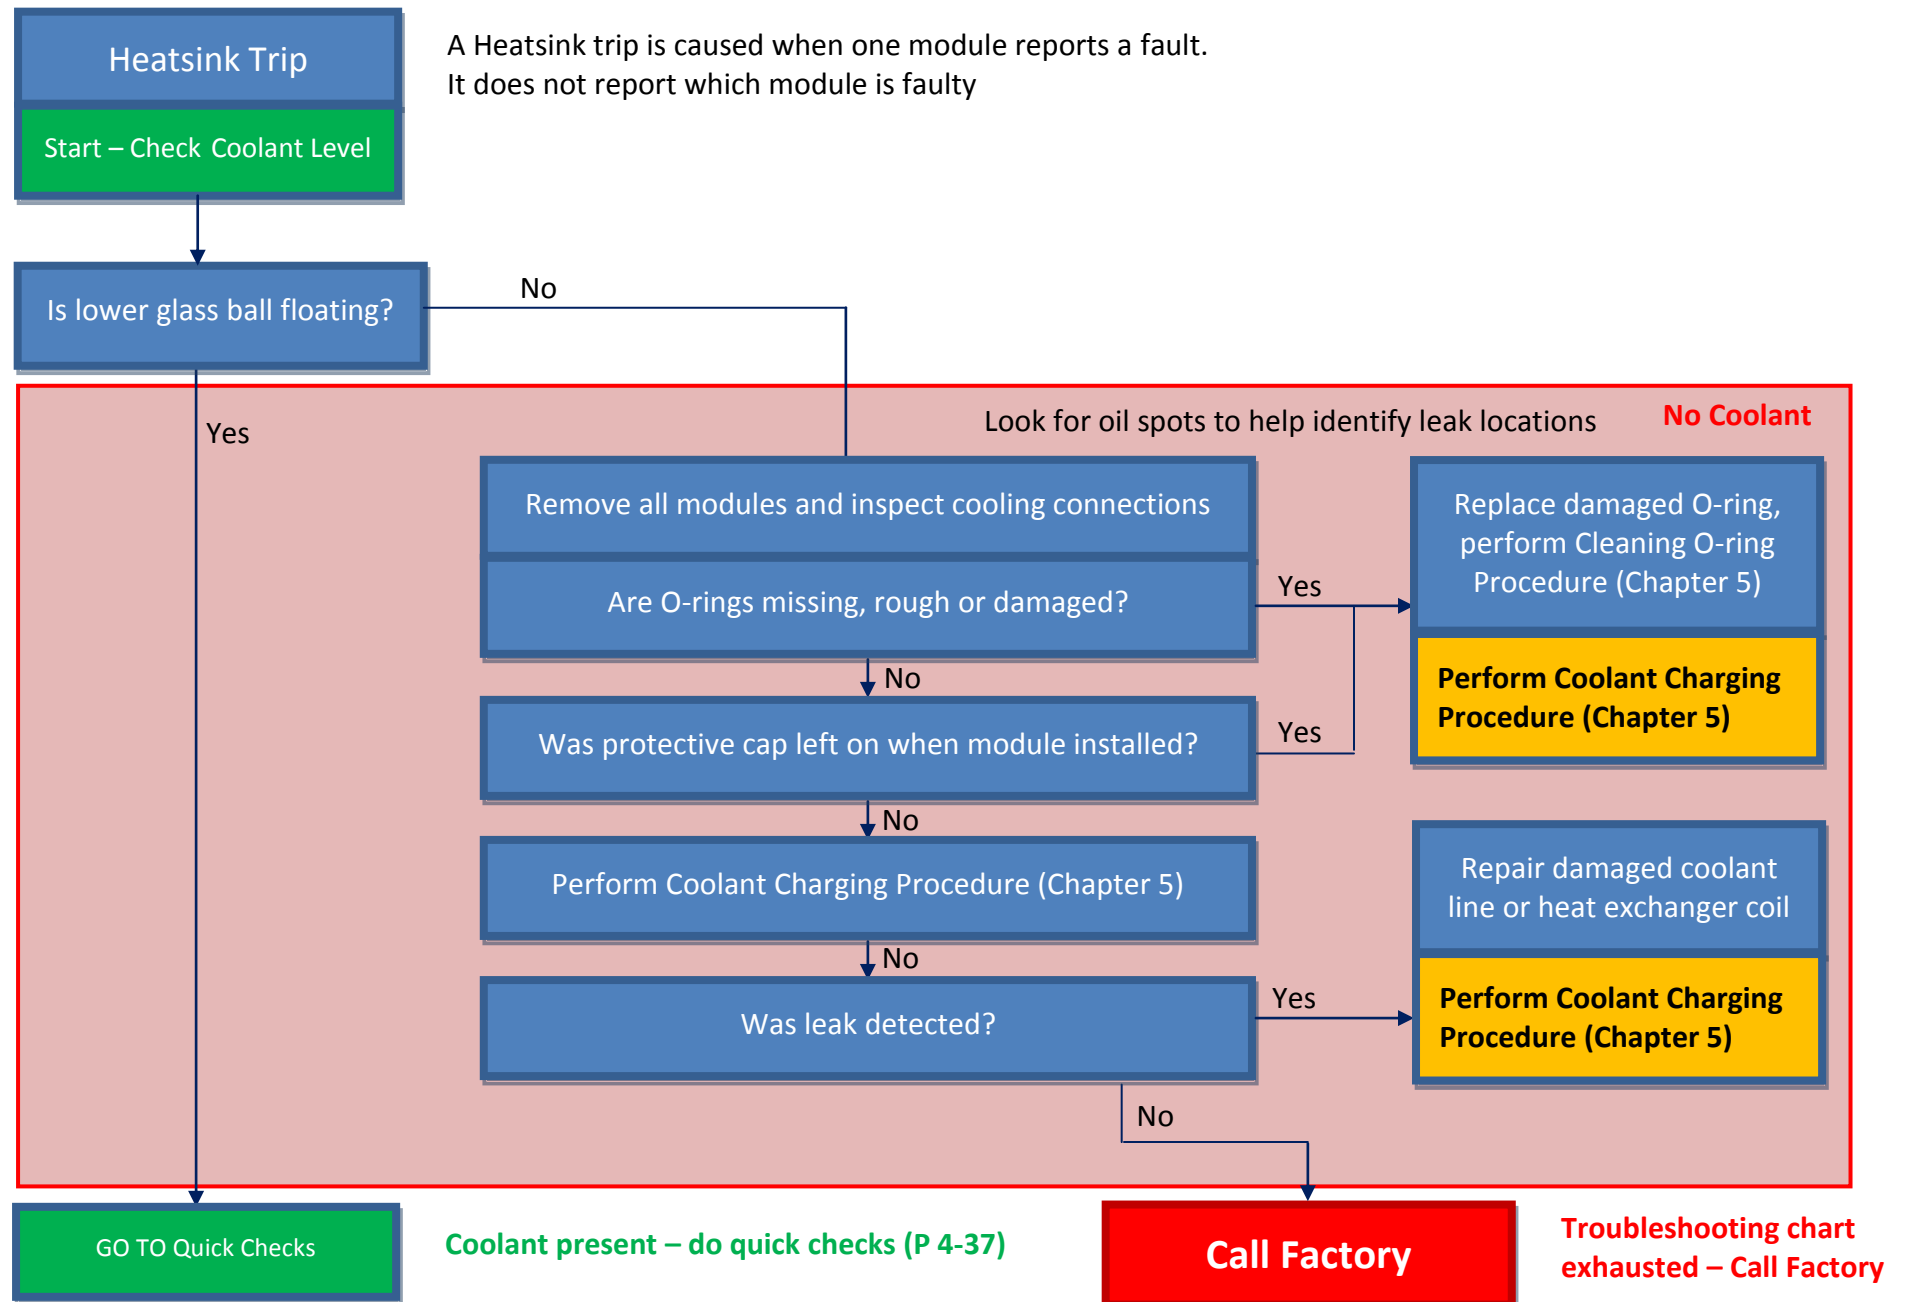 Heatsink Trip
A Heatsink trip is caused when one module reports a fault.
It does not report which module is faulty
Start – Check Coolant Level
Is lower glass ball floating?
No
Yes
Look for oil spots to help identify leak locations
No Coolant
Remove all modules and inspect cooling connections
Are O-rings missing, rough or damaged?
Yes
Replace damaged O-ring,
perform Cleaning O-ring
Procedure (Chapter 5)
Perform Coolant Charging
Procedure (Chapter 5)
No
Was protective cap left on when module installed?
Yes
No
Perform Coolant Charging Procedure (Chapter 5)
No
Was leak detected?
Yes
Repair damaged coolant
line or heat exchanger coil
Perform Coolant Charging
Procedure (Chapter 5)
No
GO TO Quick Checks
Coolant present – do quick checks (P 4-37)
Call Factory
Troubleshooting chart
exhausted – Call Factory